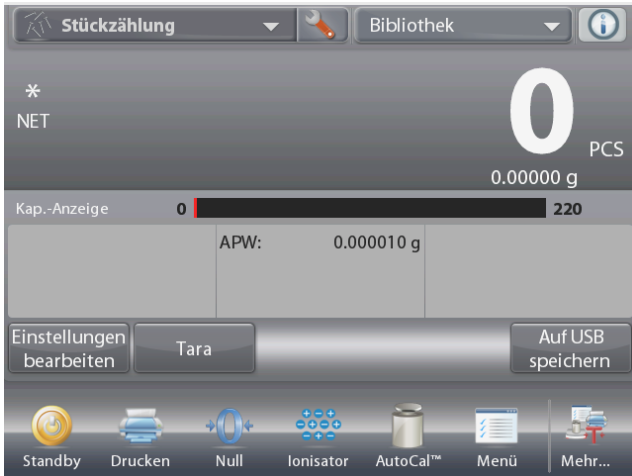 Stückzählung
Bibliothek
*
NET
0
PCS
0.00000 g
Kap.-Anzeige 0 220
APW: 0.000010 g
Einstellungen
bearbeiten
Tara
Auf USB
speichern
Standby Drucken Null Ionisator AutoCal™ Menü Mehr...